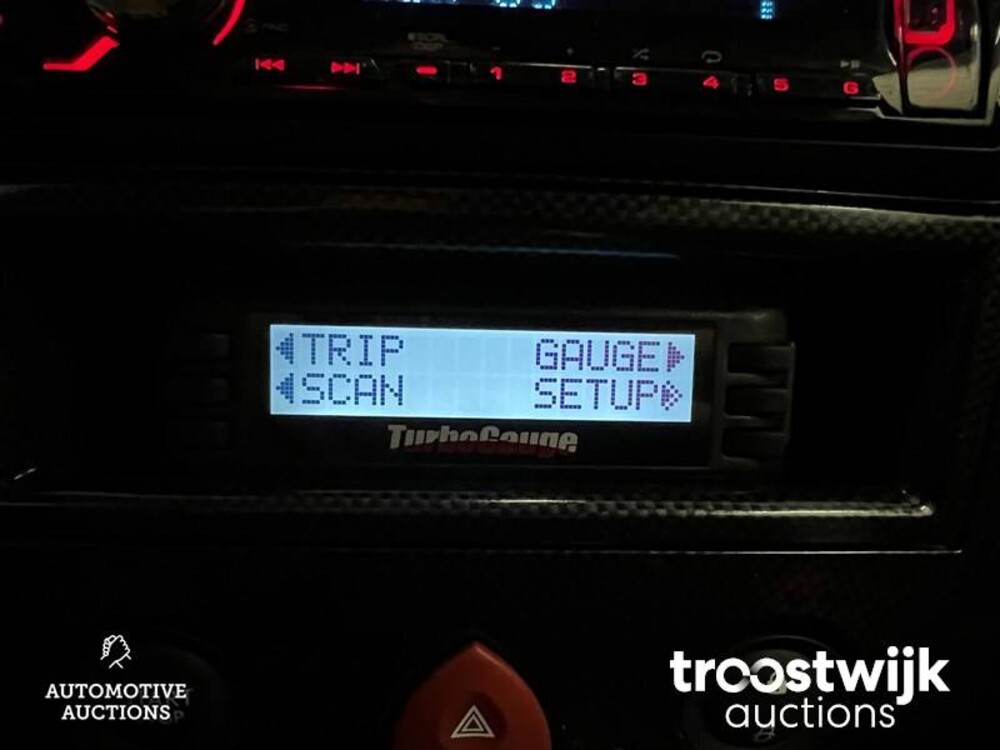 1 2 3 4 5 6
TRIP GAUGE
SCAN SETUP
TurboGauge
AUTOMOTIVE
AUCTIONS
troostwijk
auctions